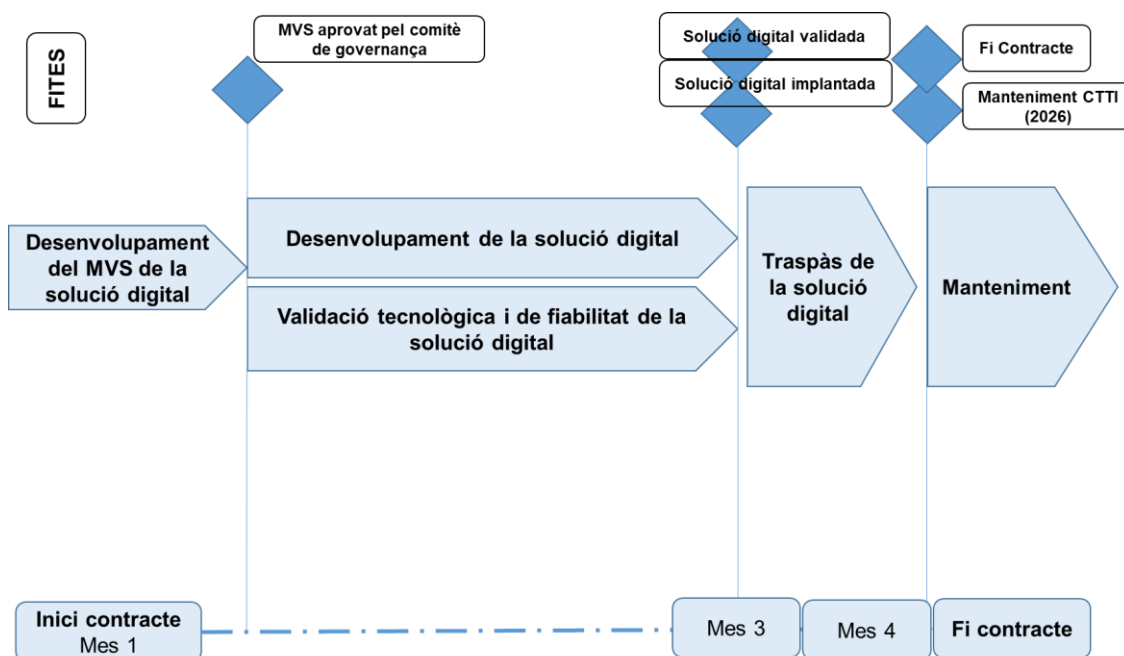 FITES
MVS aprovat pel comitè
de governança
Solució digital validada
Solució digital implantada
Fi Contracte
Manteniment CTTI
(2026)
Desenvolupament
del MVS de la
solució digital
Desenvolupament de la solució digital
Validació tecnològica i de fiabilitat de la
solució digital
Traspàs de
la solució
digital
Manteniment
Inici contracte
Mes 1
Mes 3
Mes 4
Fi contracte